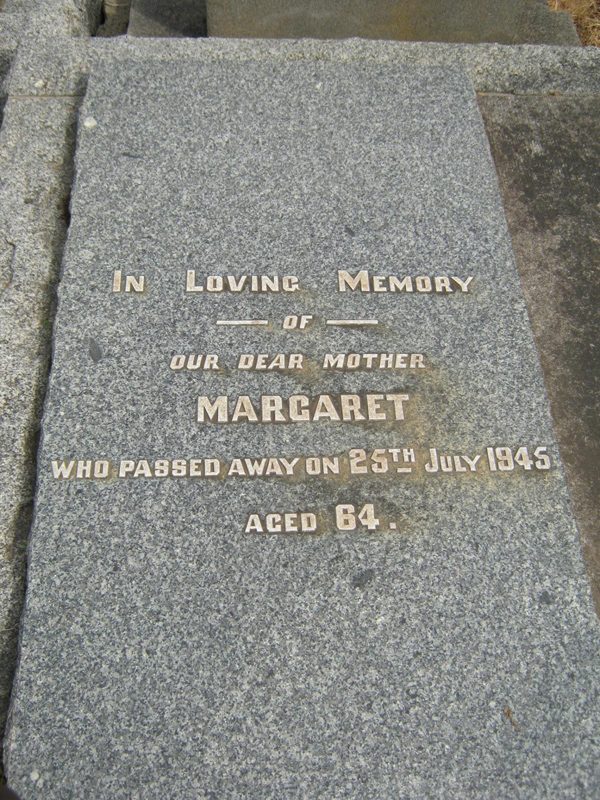 In Loving Memory
— OF —
OUR DEAR MOTHER
MARGARET
WHO PASSED AWAY ON 25TH July 1945
AGED 64.